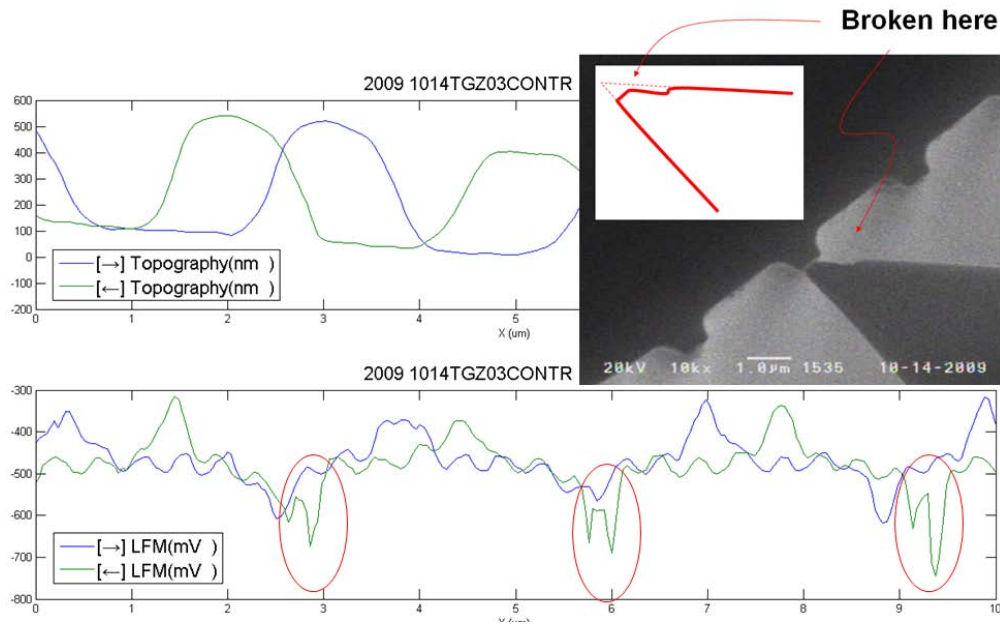 Broken here
2009 1014TGZ03CONTR
600
500
400
300
200
100
0
-100
-200
[→] Topography(nm )
[←] Topography(nm )
0 1 2 3 4 5
X (um)
20kV 10kx 1.0μm 1535 10-14-2009
2009 1014TGZ03CONTR
-300
-400
-500
-600
-700
-800
[→] LFM(mV )
[←] LFM(mV )
0 1 2 3 4 5 6 7 8 9 10